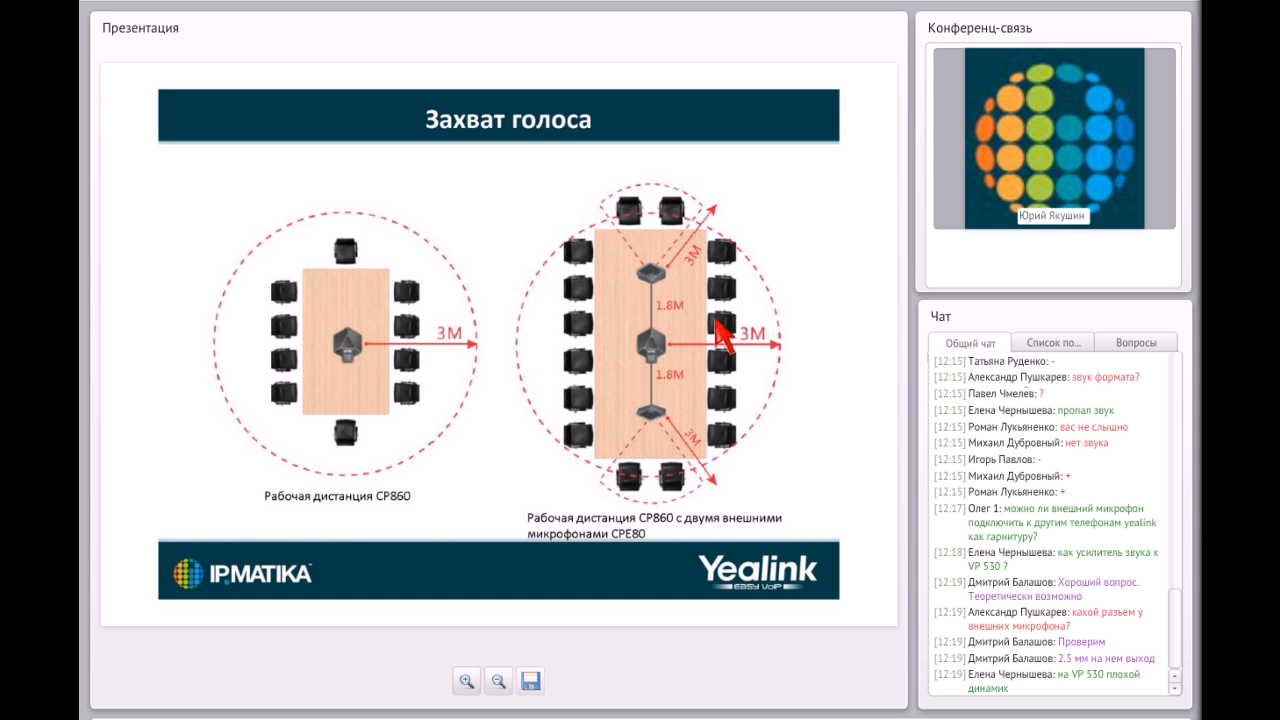 Презентация
Захват голоса
3М
Рабочая дистанция CP860
3М
1.8М
3М
1.8М
3М
Рабочая дистанция CP860 с двумя внешними
микрофонами CPE80
IPMATIKA
Yealink
EASY VoIP
Конференц-связь
Юрий Якушин
Чат
Общий чат
Список по...
Вопросы
[12:15] Татьяна Руденко: -
[12:15] Александр Пушкарев: звук формата?
[12:15] Павел Чмелёв: ?
[12:15] Елена Чернышева: пропал звук
[12:15] Роман Лукьяненко: вас не слышно
[12:15] Михаил Дубровный: нет звука
[12:15] Игорь Павлов: -
[12:15] Михаил Дубровный: +
[12:15] Роман Лукьяненко: +
[12:17] Олег 1: можно ли внешний микрофон
подключить к другим телефонам yealink
как гарнитуру?
[12:18] Елена Чернышева: как усилитель звука к
VP 530 ?
[12:19] Дмитрий Балашов: Хороший вопрос.
Теоретически возможно
[12:19] Александр Пушкарев: какой разъем у
внешних микрофона?
[12:19] Дмитрий Балашов: Проверим
[12:19] Дмитрий Балашов: 2.5 мм на нем выход
[12:19] Елена Чернышева: на VP 530 плохой
динамик